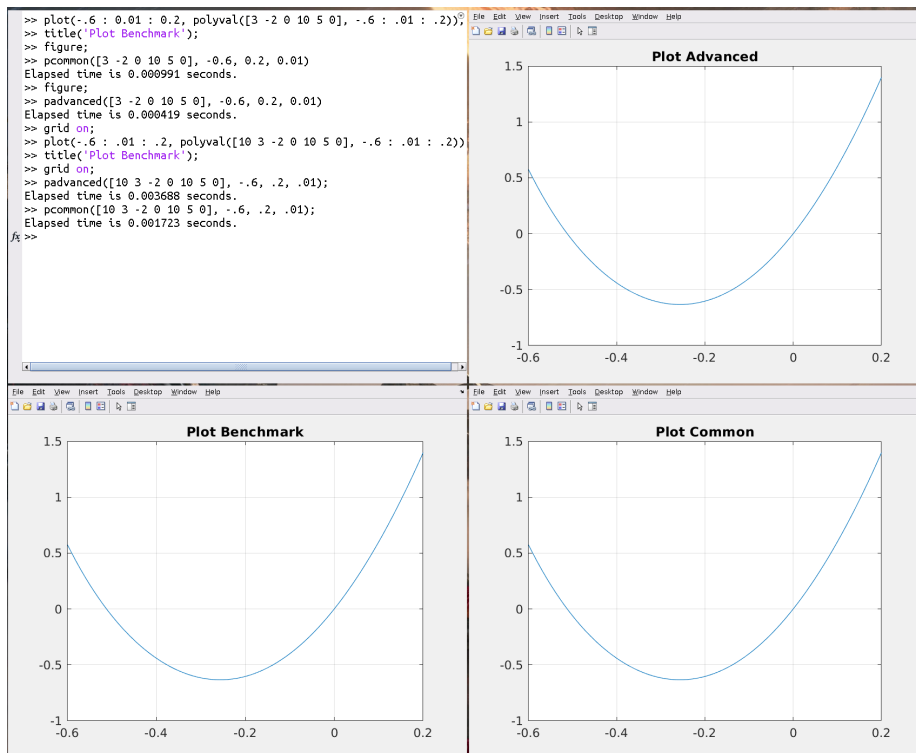 >> plot(-.6 : 0.01 : 0.2, polyval([3 -2 0 10 5 0], -.6 : .01 : .2));
>> title('Plot Benchmark');
>> figure;
>> pcommon([3 -2 0 10 5 0], -0.6, 0.2, 0.01)
Elapsed time is 0.000991 seconds.
>> figure;
>> padvanced([3 -2 0 10 5 0], -0.6, 0.2, 0.01)
Elapsed time is 0.000419 seconds.
>> grid on;
>> plot(-.6 : .01 : .2, polyval([10 3 -2 0 10 5 0], -.6 : .01 : .2))
>> title('Plot Benchmark');
>> grid on;
>> padvanced([10 3 -2 0 10 5 0], -.6, .2, .01);
Elapsed time is 0.003688 seconds.
>> pcommon([10 3 -2 0 10 5 0], -.6, .2, .01);
Elapsed time is 0.001723 seconds.
fx >>
File Edit View Insert Tools Desktop Window Help
Plot Advanced
1.5
1
0.5
0
-0.5
-1
-0.6 -0.4 -0.2 0 0.2
File Edit View Insert Tools Desktop Window Help
Plot Benchmark
1.5
1
0.5
0
-0.5
-1
-0.6 -0.4 -0.2 0 0.2
File Edit View Insert Tools Desktop Window Help
Plot Common
1.5
1
0.5
0
-0.5
-1
-0.6 -0.4 -0.2 0 0.2